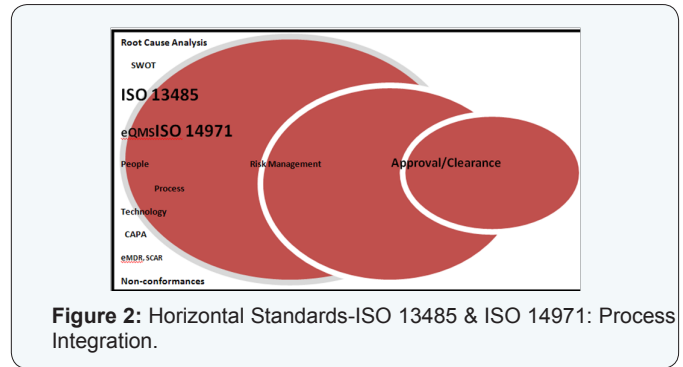 Root Cause Analysis
SWOT
ISO 13485
eQMSISO 14971
People Risk Management Approval/Clearance
Process
Technology
CAPA
eMDR, SCAR
Non-conformances
Figure 2: Horizontal Standards-ISO 13485 & ISO 14971: Process
Integration.